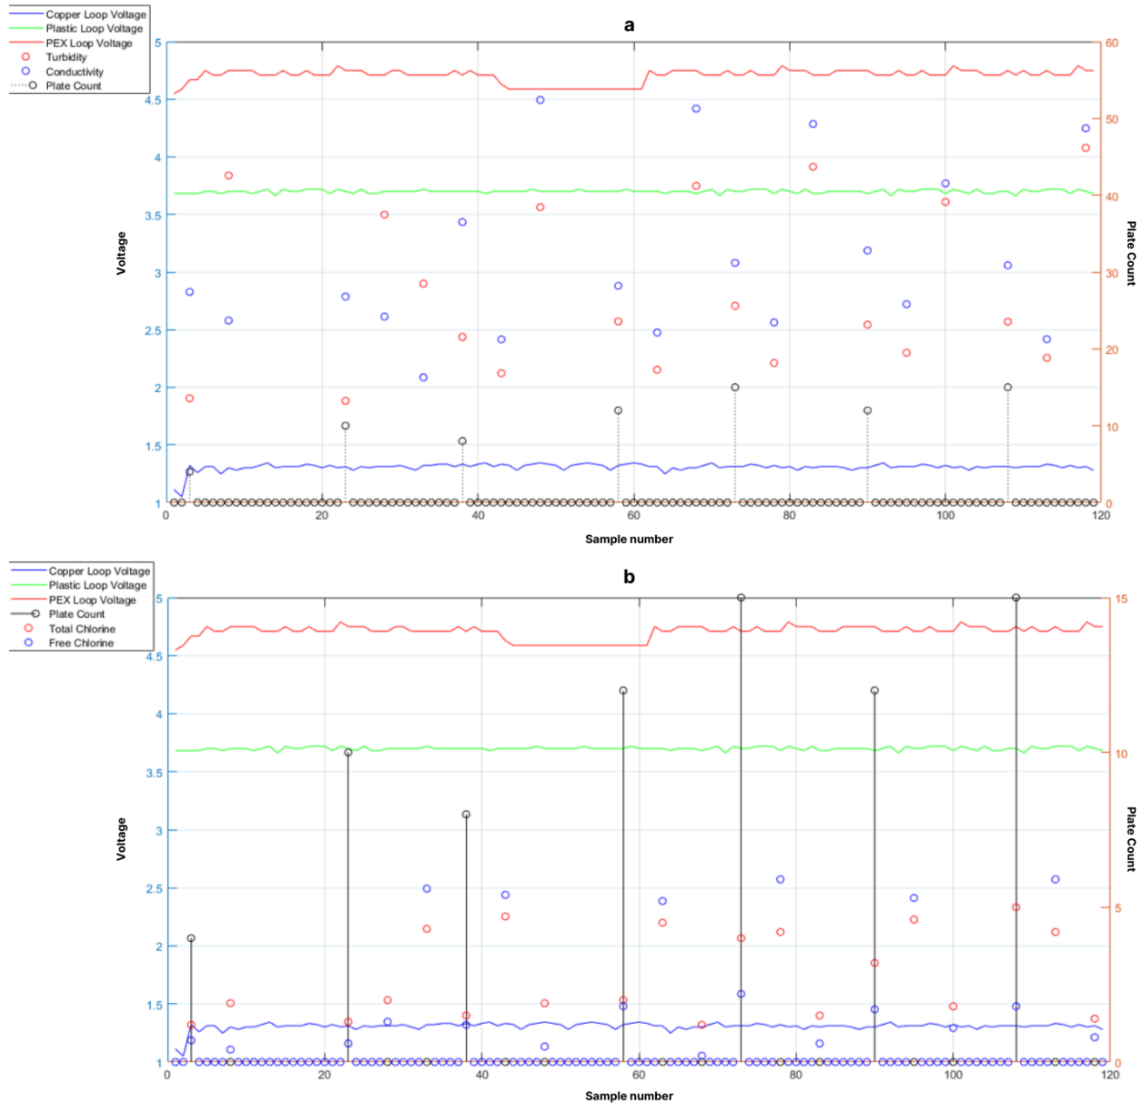 Copper Loop Voltage
Plastic Loop Voltage
PEX Loop Voltage
Turbidity
Conductivity
Plate Count
a
5
4.5
4
3.5
3
2.5
2
1.5
1
Voltage
60
50
40
30
20
10
0
Plate Count
0 20 40 60 80 100 120
Sample number
Copper Loop Voltage
Plastic Loop Voltage
PEX Loop Voltage
Plate Count
Total Chlorine
Free Chlorine
b
5
4.5
4
3.5
3
2.5
2
1.5
1
Voltage
15
10
5
0
Plate Count
0 20 40 60 80 100 120
Sample number